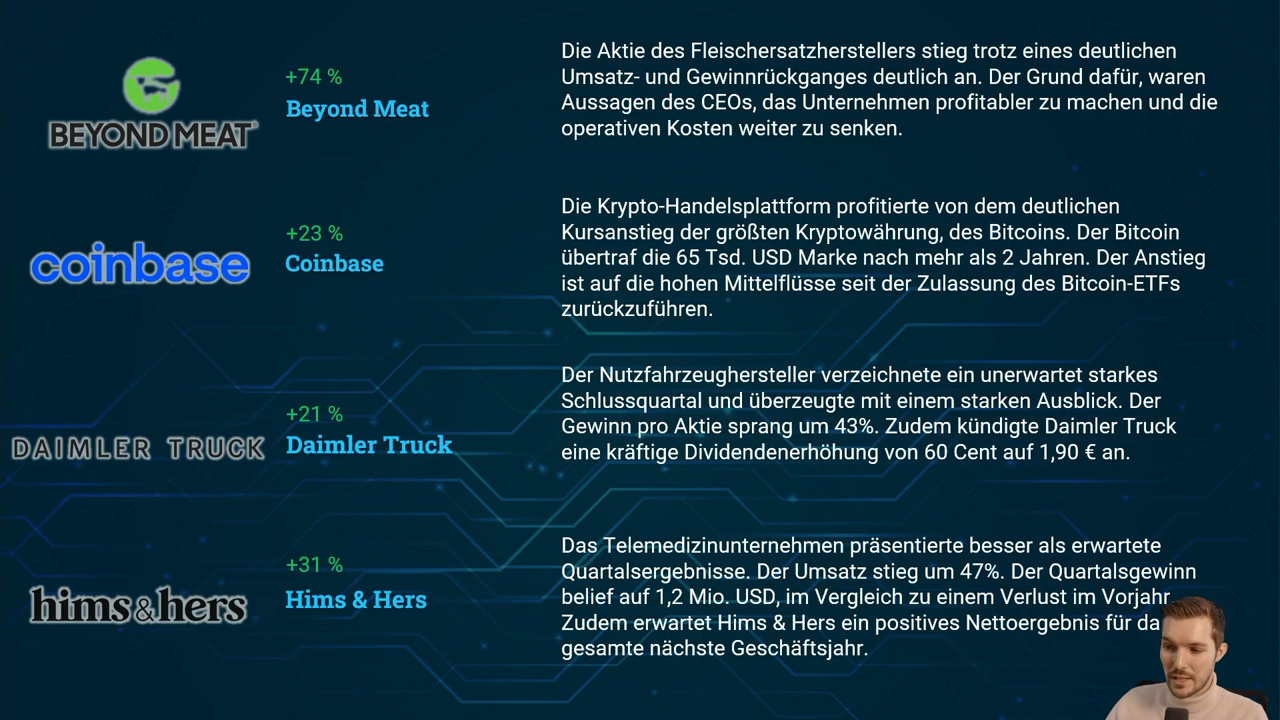 BEYOND MEAT®
+74 %
Beyond Meat
Die Aktie des Fleischersatzherstellers stieg trotz eines deutlichen
Umsatz- und Gewinnrückganges deutlich an. Der Grund dafür, waren
Aussagen des CEOs, das Unternehmen profitabler zu machen und die
operativen Kosten weiter zu senken.
coinbase
+23 %
Coinbase
Die Krypto-Handelsplattform profitierte von dem deutlichen
Kursanstieg der größten Kryptowährung, des Bitcoins. Der Bitcoin
übertraf die 65 Tsd. USD Marke nach mehr als 2 Jahren. Der Anstieg
ist auf die hohen Mittelflüsse seit der Zulassung des Bitcoin-ETFs
zurückzuführen.
DAIMLER TRUCK
+21 %
Daimler Truck
Der Nutzfahrzeughersteller verzeichnete ein unerwartet starkes
Schlussquartal und überzeugte mit einem starken Ausblick. Der
Gewinn pro Aktie sprang um 43%. Zudem kündigte Daimler Truck
eine kräftige Dividendenerhöhung von 60 Cent auf 1,90 € an.
hims&hers
+31 %
Hims & Hers
Das Telemedizinunternehmen präsentierte besser als erwartete
Quartalsergebnisse. Der Umsatz stieg um 47%. Der Quartalsgewinn
belief auf 1,2 Mio. USD, im Vergleich zu einem Verlust im Vorjahr
Zudem erwartet Hims & Hers ein positives Nettoergebnis für da
gesamte nächste Geschäftsjahr.